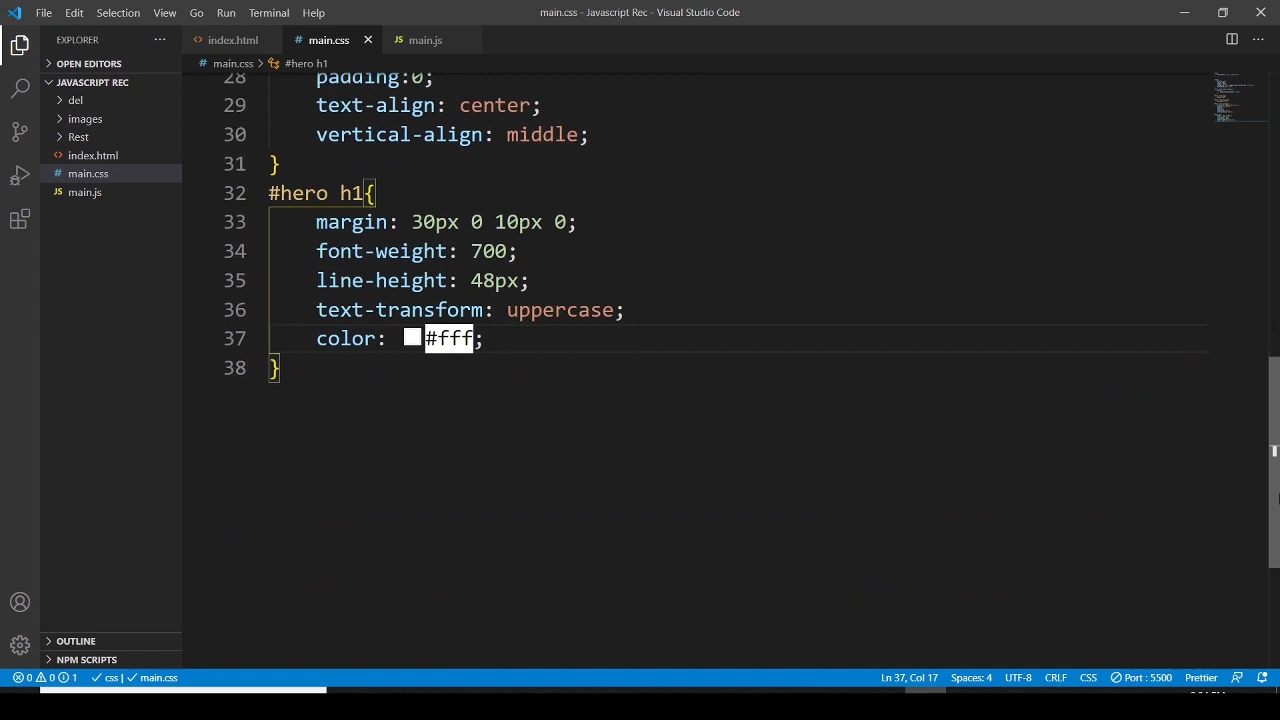 File Edit Selection View Go Run Terminal Help main.css - Javascript Rec - Visual Studio Code
EXPLORER index.html main.css main.js
OPEN EDITORS main.css #hero h1
JAVASCRIPT REC
del
images
Rest
index.html
main.css
main.js
28 padding:0;
29 text-align: center;
30 vertical-align: middle;
31 }
32 #hero h1{
33 margin: 30px 0 10px 0;
34 font-weight: 700;
35 line-height: 48px;
36 text-transform: uppercase;
37 color: #fff;
38 }
OUTLINE
NPM SCRIPTS
0 0 1 css | main.css Ln 37, Col 17 Spaces: 4 UTF-8 CRLF CSS Port : 5500 Prettier